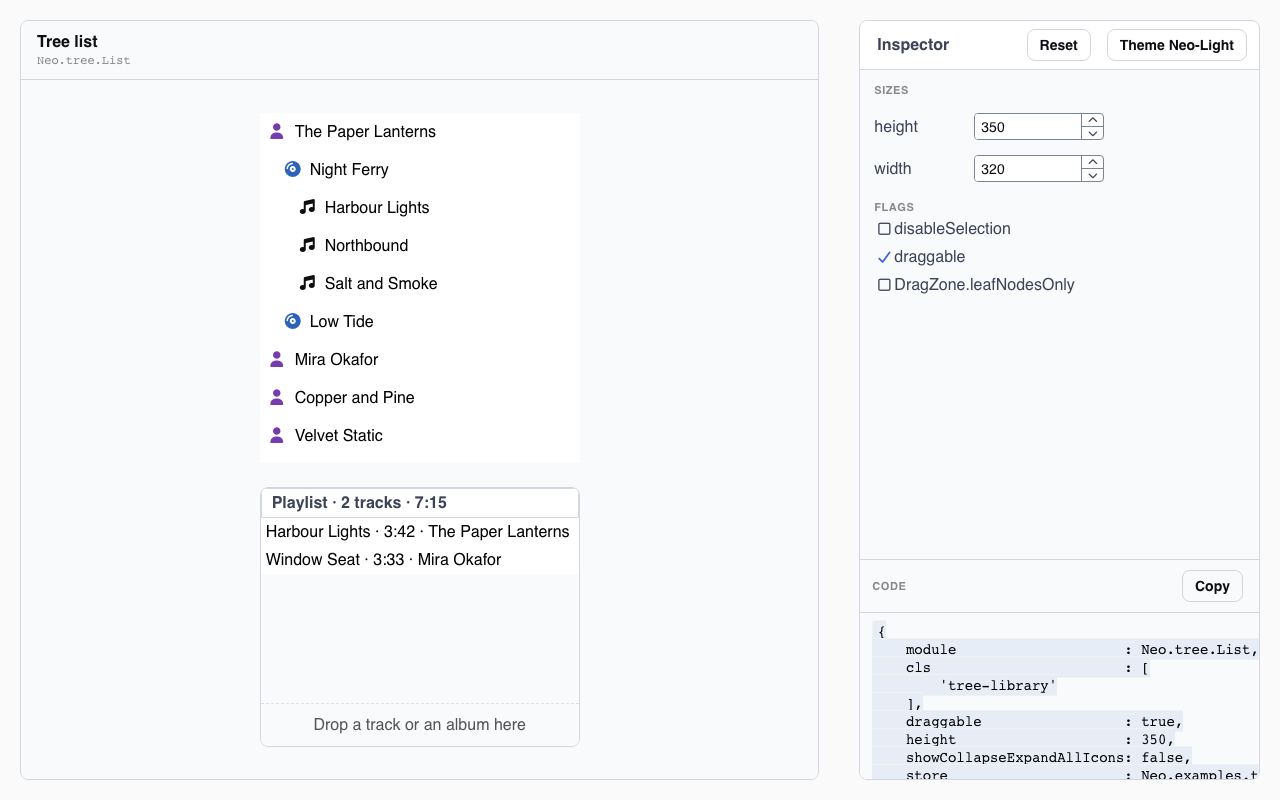 Tree list
Neo.tree.List
The Paper Lanterns
Night Ferry
Harbour Lights
Northbound
Salt and Smoke
Low Tide
Mira Okafor
Copper and Pine
Velvet Static
Playlist · 2 tracks · 7:15
Harbour Lights · 3:42 · The Paper Lanterns
Window Seat · 3:33 · Mira Okafor
Drop a track or an album here
Inspector
Reset
Theme Neo-Light
SIZES
height 350
width 320
FLAGS
disableSelection
draggable
DragZone.leafNodesOnly
CODE
Copy
{
module : Neo.tree.List,
cls : [
'tree-library'
],
draggable : true,
height : 350,
showCollapseExpandAllIcons: false,
store : Neo.examples.t